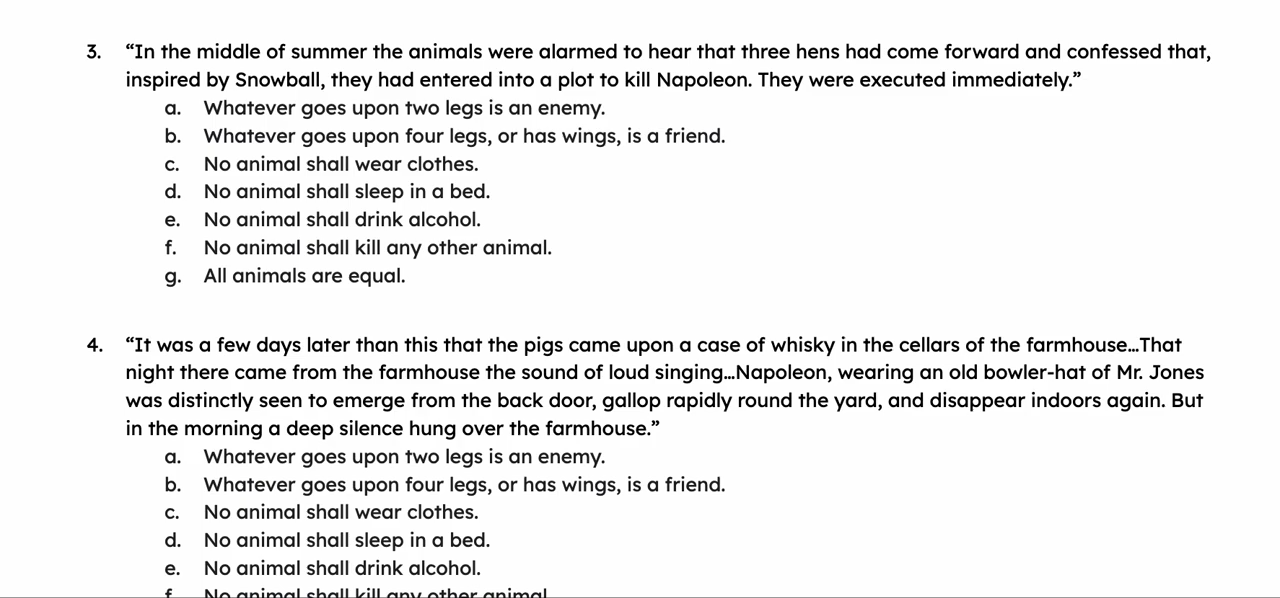 3. “In the middle of summer the animals were alarmed to hear that three hens had come forward and confessed that,
inspired by Snowball, they had entered into a plot to kill Napoleon. They were executed immediately.”
a. Whatever goes upon two legs is an enemy.
b. Whatever goes upon four legs, or has wings, is a friend.
c. No animal shall wear clothes.
d. No animal shall sleep in a bed.
e. No animal shall drink alcohol.
f. No animal shall kill any other animal.
g. All animals are equal.
4. “It was a few days later than this that the pigs came upon a case of whisky in the cellars of the farmhouse...That
night there came from the farmhouse the sound of loud singing...Napoleon, wearing an old bowler-hat of Mr. Jones
was distinctly seen to emerge from the back door, gallop rapidly round the yard, and disappear indoors again. But
in the morning a deep silence hung over the farmhouse.”
a. Whatever goes upon two legs is an enemy.
b. Whatever goes upon four legs, or has wings, is a friend.
c. No animal shall wear clothes.
d. No animal shall sleep in a bed.
e. No animal shall drink alcohol.
f. No animal shall kill any other animal